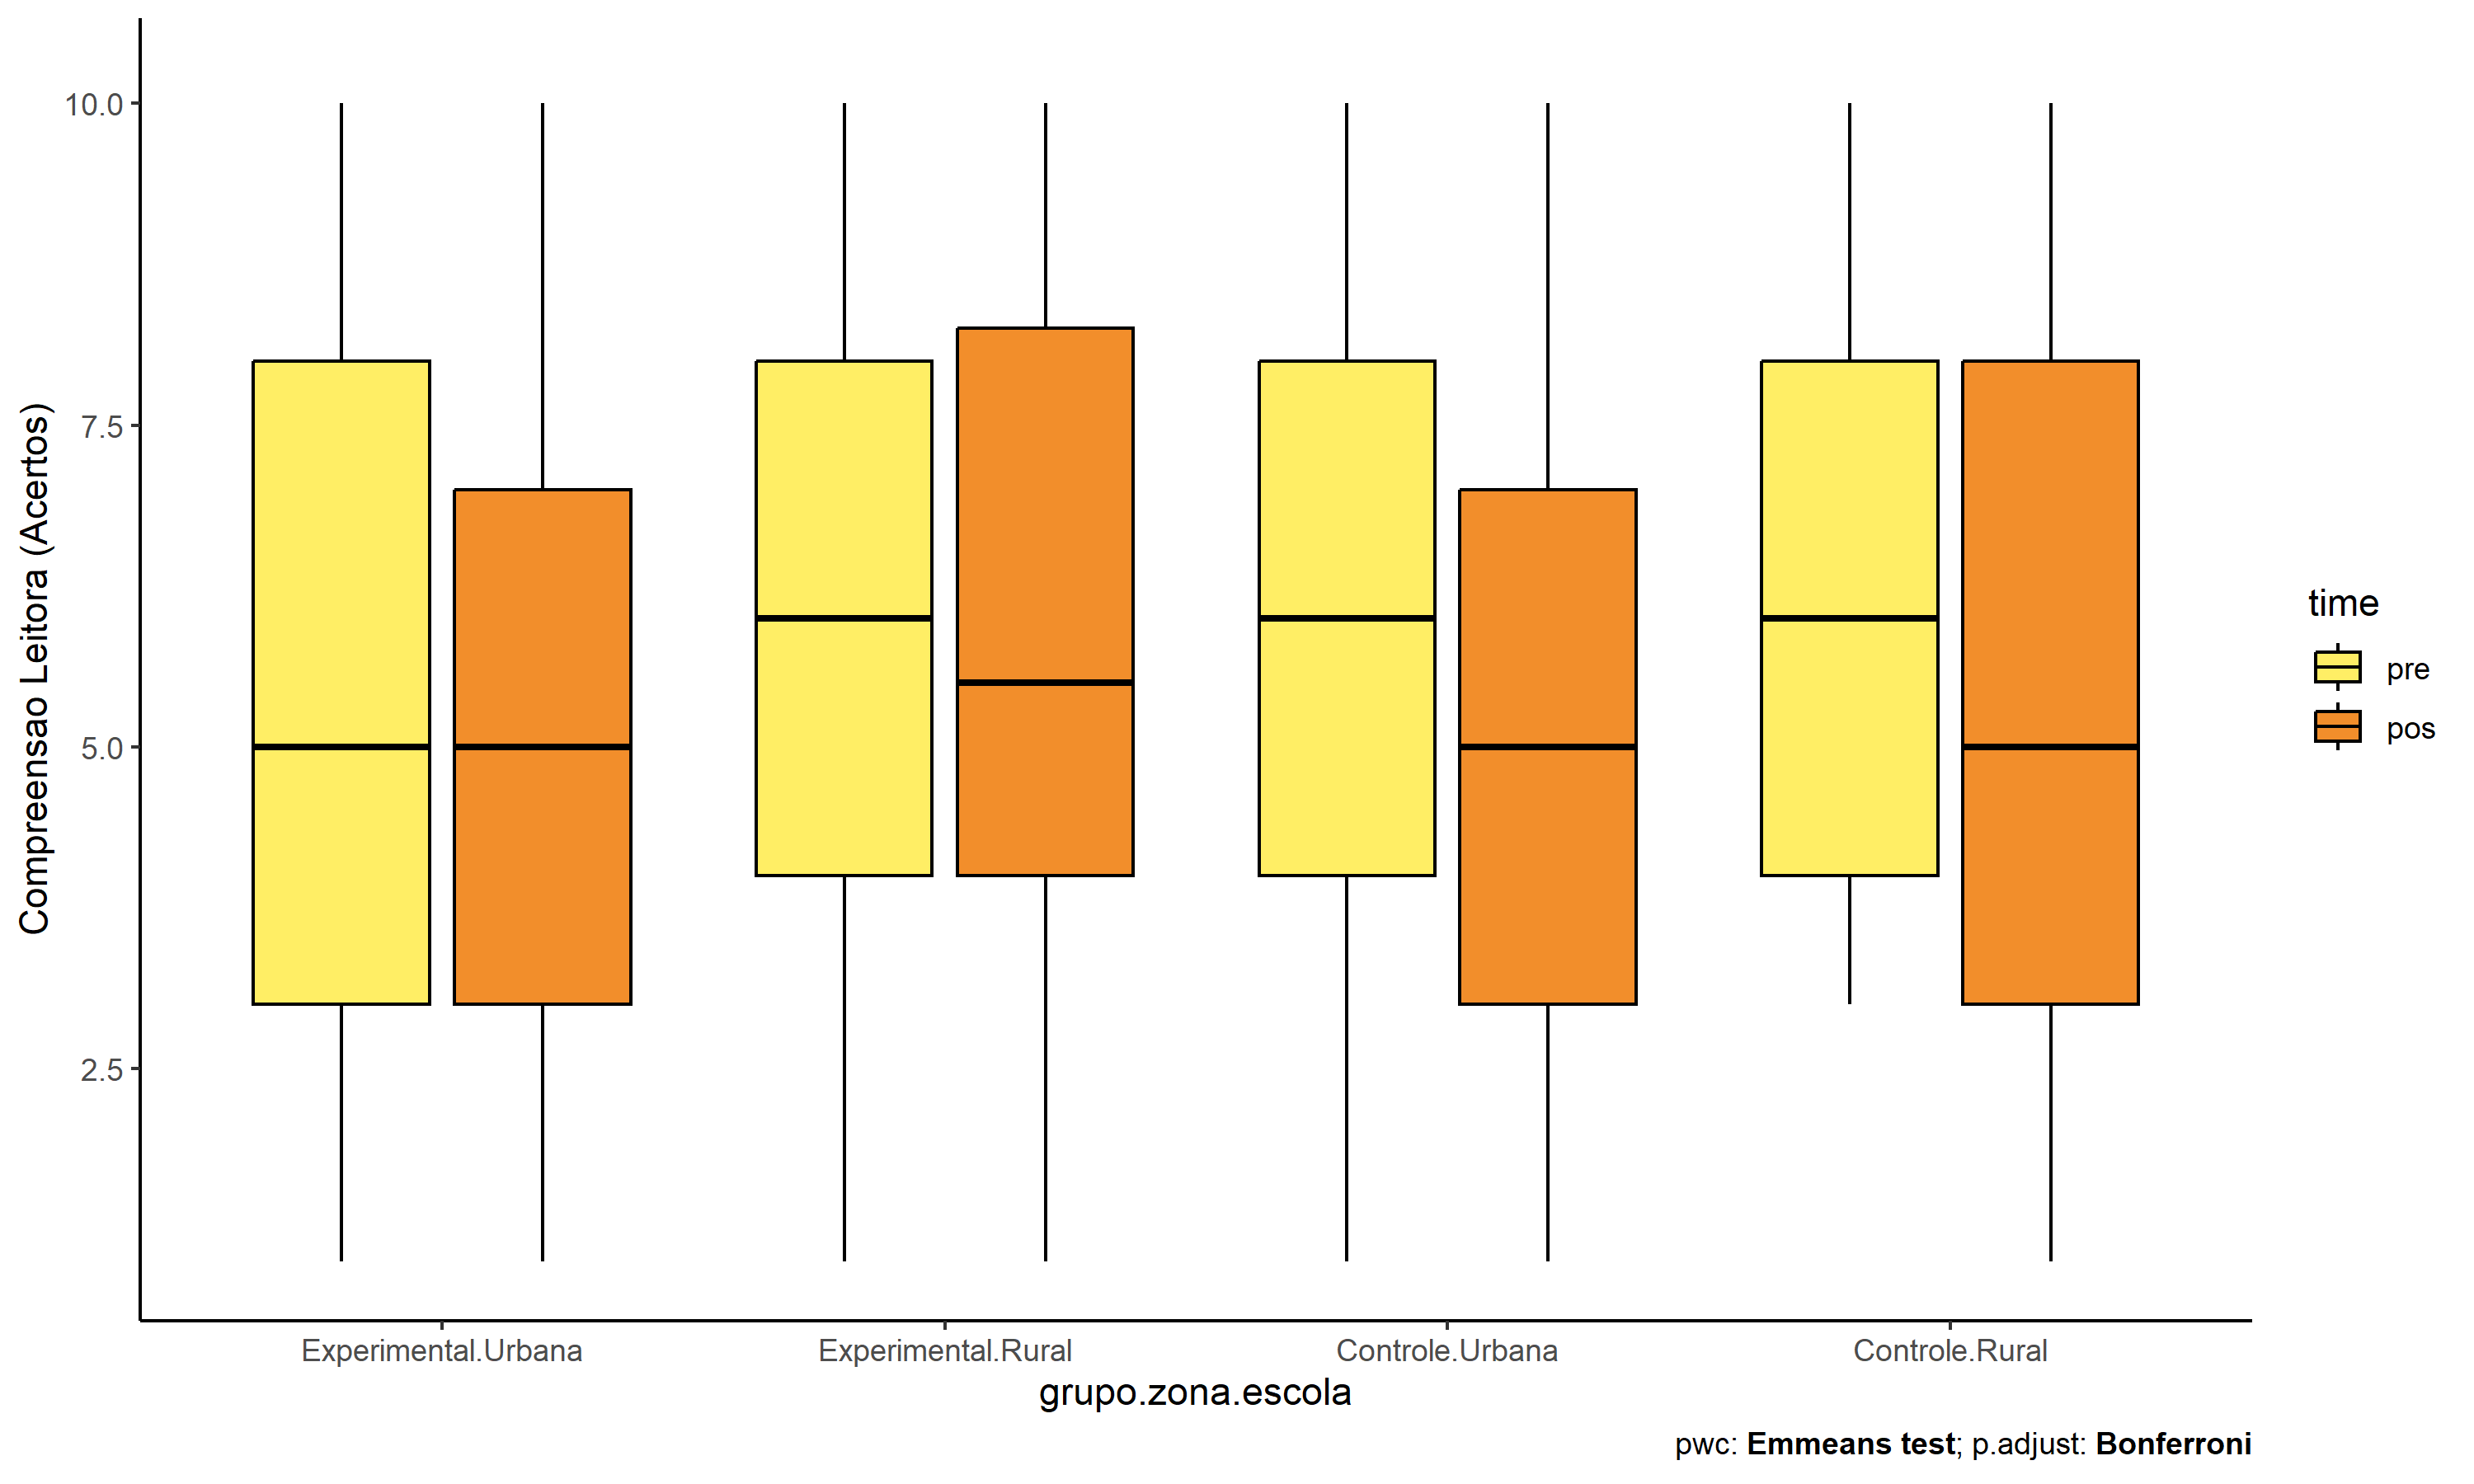 Compreensao Leitora (Acertos)
10.0
7.5
5.0
2.5
Experimental.Urbana
Experimental.Rural
Controle.Urbana
Controle.Rural
grupo.zona.escola
time
pre
pos
pwc: Emmeans test; p.adjust: Bonferroni